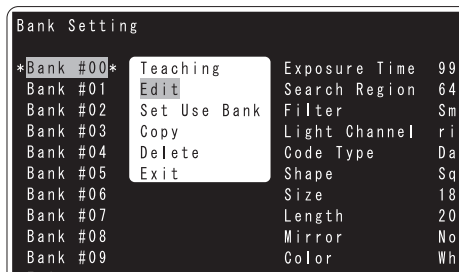 Bank Setting
*Bank #00* Teaching Exposure Time 99
Bank #01 Edit Search Region 64
Bank #02 Set Use Bank Filter Sm
Bank #03 Copy Light Channel ri
Bank #04 Delete Code Type Da
Bank #05 Exit Shape Sq
Bank #06 Size 18
Bank #07 Length 20
Bank #08 Mirror No
Bank #09 Color Wh